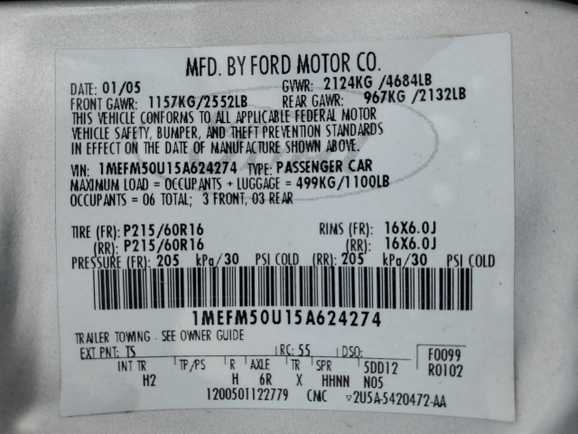 MFD. BY FORD MOTOR CO.
DATE: 01/05 GVWR: 2124KG /4684LB
FRONT GAWR: 1157KG/2552LB REAR GAWR: 967KG/2132LB
THIS VEHICLE CONFORMS TO ALL APPLICABLE FEDERAL MOTOR
VEHICLE SAFETY, BUMPER, AND THEFT PREVENTION STANDARDS
IN EFFECT ON THE DATE OF MANUFACTURE SHOWN ABOVE.
VIN: 1MEFM50U15A624274 TYPE: PASSENGER CAR
MAXIMUM LOAD = OCCUPANTS + LUGGAGE = 499KG/1100LB
OCCUPANTS = 06 TOTAL; 3 FRONT, 03 REAR
TIRE (FR): P215/60R16 RIMS (FR): 16X6.0J
(RR): P215/60R16 (RR): 16X6.0J
PRESSURE (FR): 205 kPa/30 PSI COLD (RR): 205 kPa/30 PSI COLD
1MEFM50U15A624274
TRAILER TOWING - SEE OWNER GUIDE
EXT PNT: TS RC: 55 DSO: F0099
INT TR TP/PS R AXLE TR SPR 5DD12 R0102
H2 H 6R X HHNN N05
1200501122779 CMC ▽2U5A-5420472-AA